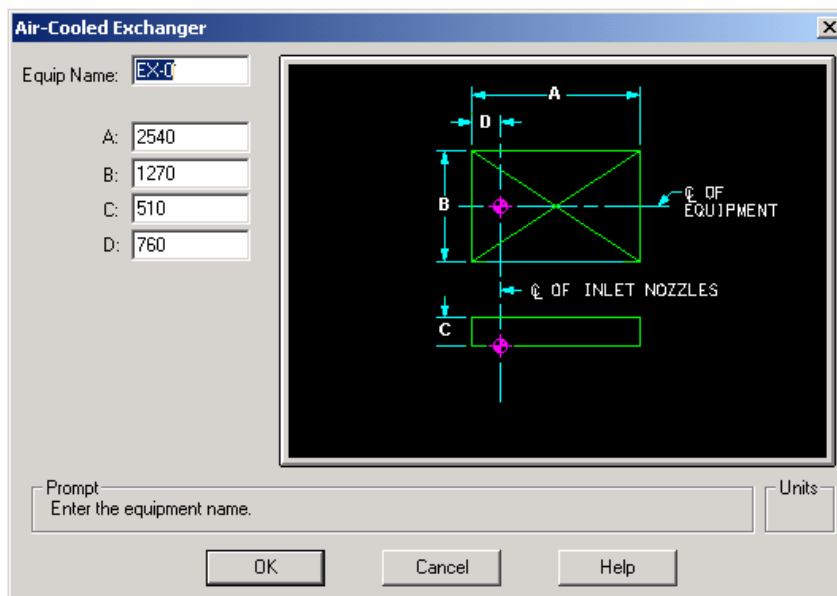 Air-Cooled Exchanger
Equip Name: EX-0
A: 2540
B: 1270
C: 510
D: 760
A
D
B
℄ OF
EQUIPMENT
℄ OF INLET NOZZLES
C
Prompt
Enter the equipment name.
Units
OK Cancel Help